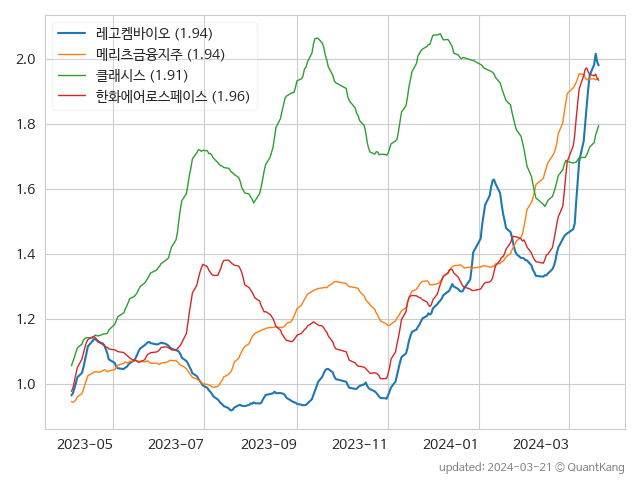 레고켐바이오 (1.94)
메리츠금융지주 (1.94)
클래시스 (1.91)
한화에어로스페이스 (1.96)
2.0
1.8
1.6
1.4
1.2
1.0
2023-05 2023-07 2023-09 2023-11 2024-01 2024-03
updated: 2024-03-21 © QuantKang